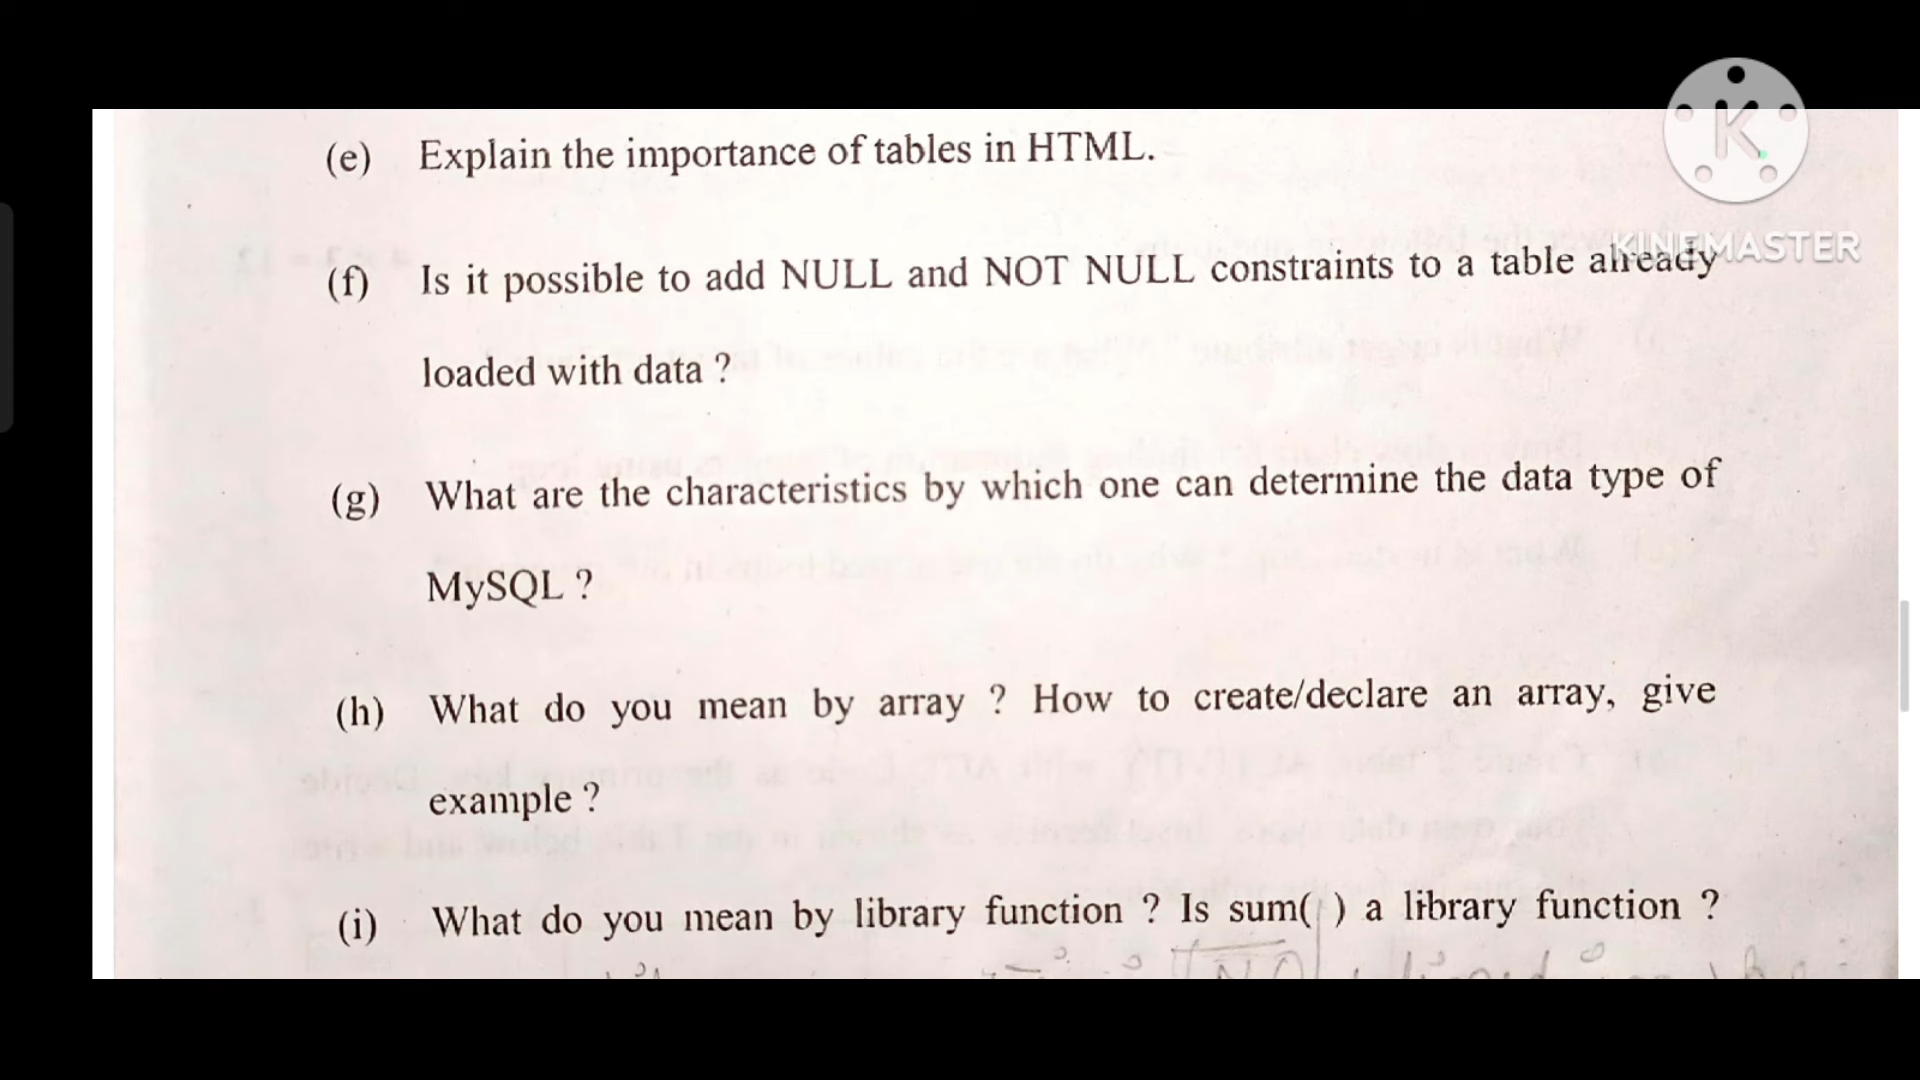 K
KINEMASTER
(e) Explain the importance of tables in HTML.
(f) Is it possible to add NULL and NOT NULL constraints to a table already
loaded with data ?
(g) What are the characteristics by which one can determine the data type of
MySQL ?
(h) What do you mean by array ? How to create/declare an array, give
example ?
(i) What do you mean by library function ? Is sum( ) a library function ?